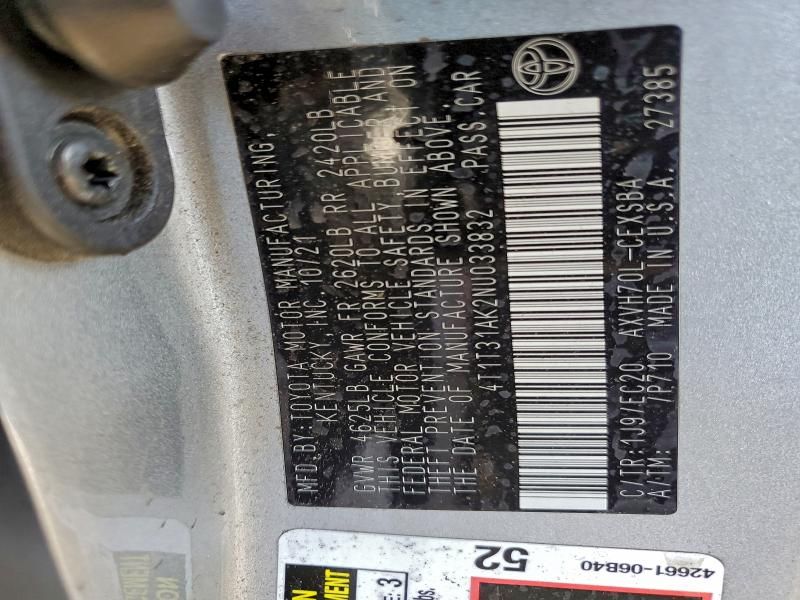 MFD.BY:TOYOTA MOTOR MANUFACTURING,
KENTUCKY INC.10/21
GVWR 4625LB GAWR FR 2620LB RR 2420LB
THIS VEHICLE CONFORMS TO ALL APPLICABLE
FEDERAL MOTOR VEHICLE SAFETY BUMPER AND
THEFT PREVENTION STANDARDS IN EFFECT ON
THE DATE OF MANUFACTURE SHOWN ABOVE.
4T1T31AK2NU033832 PASS.CAR
C/TR:1J9/EC20 AXVH70L-CEXSBA
A/TM: /P710 MADE IN U.S.A. 27385
E: 3
52
42661-06B40